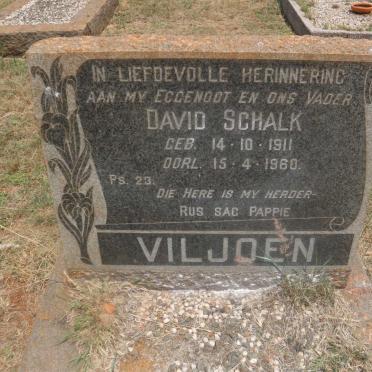 IN LIEFDEVOLLE HERINNERING
AAN MY EGGENOOT EN ONS VADER
DAVID SCHALK
GEB. 14·10·1911
OORL. 15·4·1960.
PS. 23.
DIE HERE IS MY HERDER-
RUS SAG PAPPIE
VILJOEN